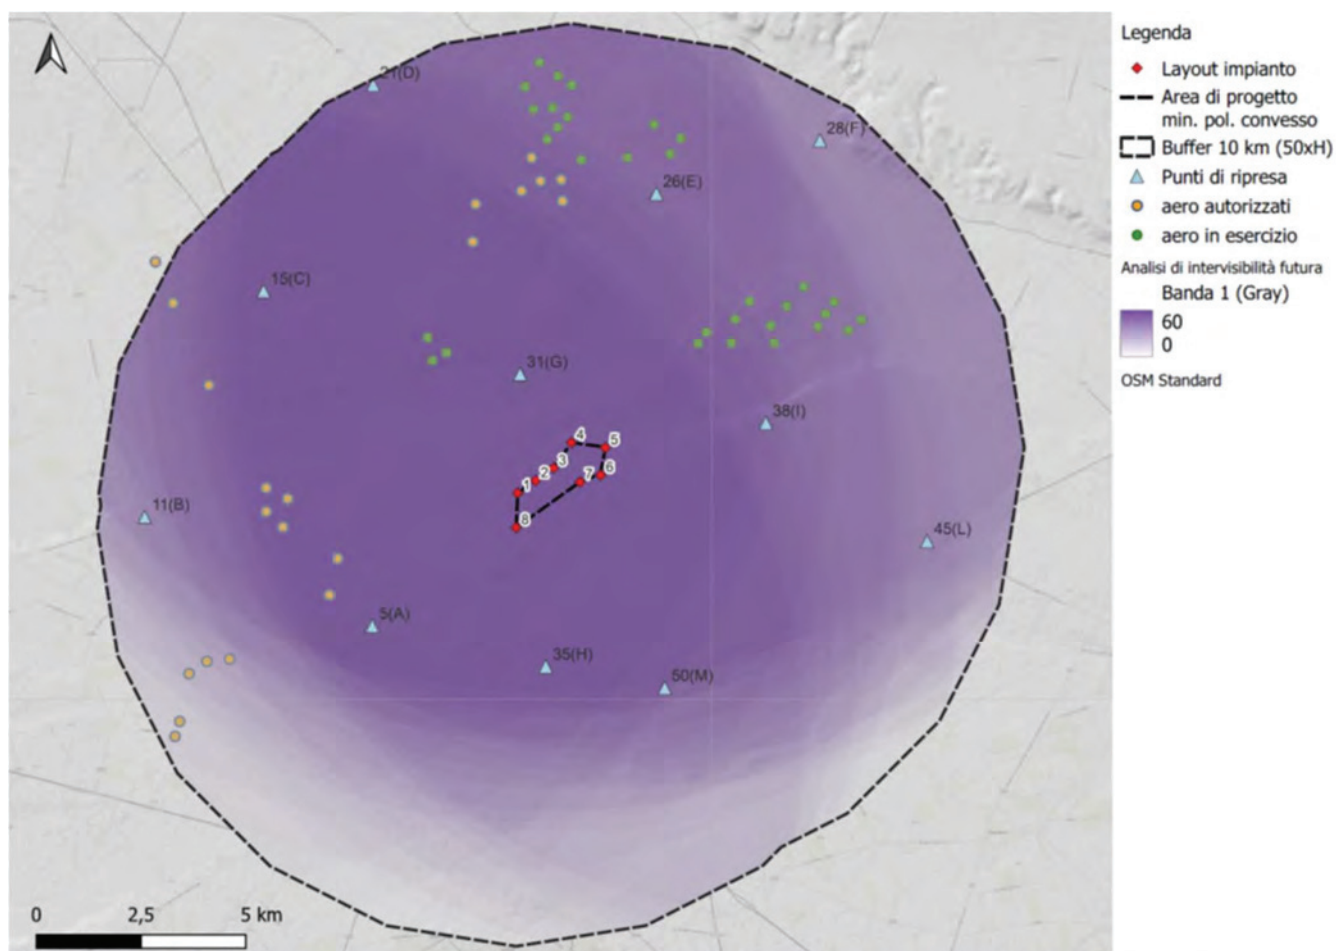 21(D)
28(F)
26(E)
15(C)
31(G)
38(I)
4
5
3
6
2
7
1
8
11(B)
45(L)
5(A)
35(H)
50(M)
0 2,5 5 km
Legenda
Layout impianto
Area di progetto
min. pol. convesso
Buffer 10 km (50xH)
Punti di ripresa
aero autorizzati
aero in esercizio
Analisi di intervisibilità futura
Banda 1 (Gray)
60
0
OSM Standard